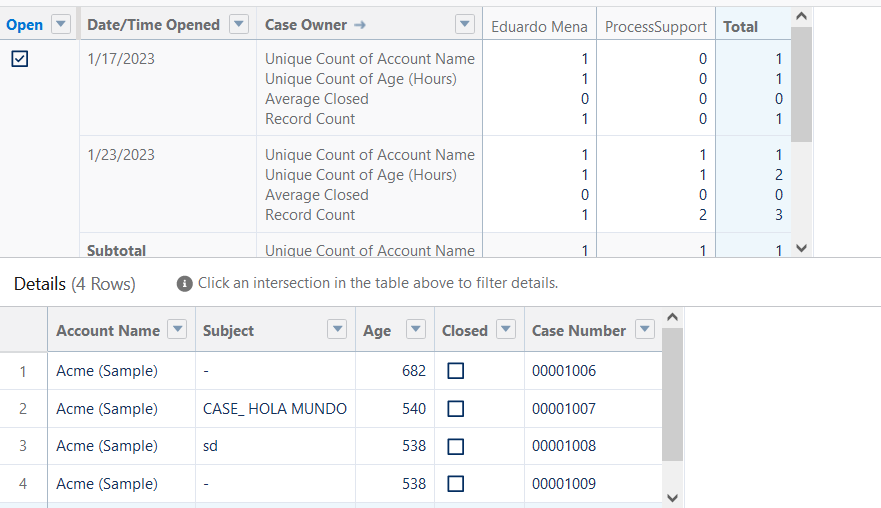 Open Date/Time Opened Case Owner → Eduardo Mena ProcessSupport Total
1/17/2023 Unique Count of Account Name 1 0 1
Unique Count of Age (Hours) 1 0 1
Average Closed 0 0 0
Record Count 1 0 1
1/23/2023 Unique Count of Account Name 1 1 1
Unique Count of Age (Hours) 1 1 2
Average Closed 0 0 0
Record Count 1 2 3
Subtotal Unique Count of Account Name 1 1 1
Details (4 Rows) Click an intersection in the table above to filter details.
Account Name Subject Age Closed Case Number
1 Acme (Sample) - 682 00001006
2 Acme (Sample) CASE_ HOLA MUNDO 540 00001007
3 Acme (Sample) sd 538 00001008
4 Acme (Sample) - 538 00001009